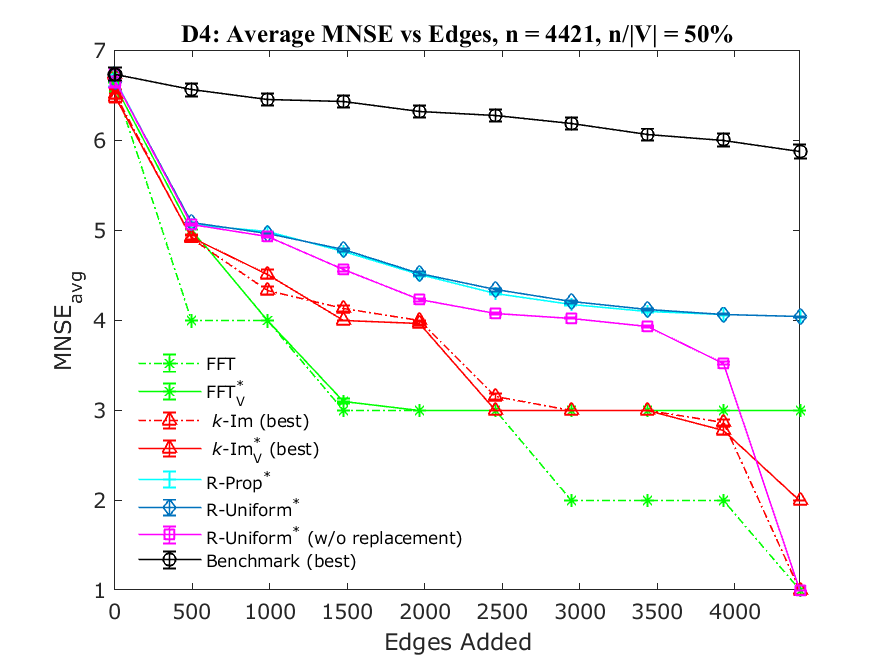 D4: Average MNSE vs Edges, n = 4421, n/|V| = 50%
7
6
5
4
3
2
1
MNSE_avg
FFT
FFT*_V
k-Im (best)
k-Im*_V (best)
R-Prop*
R-Uniform*
R-Uniform* (w/o replacement)
Benchmark (best)
0 500 1000 1500 2000 2500 3000 3500 4000
Edges Added